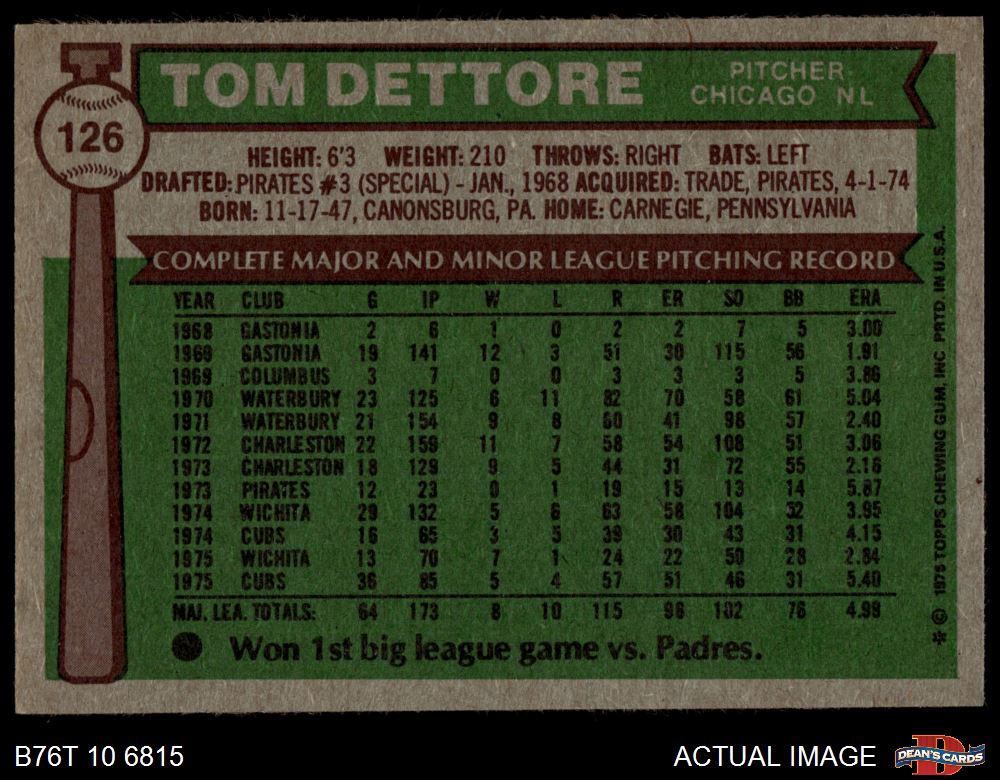 TOM DETTORE
PITCHER
CHICAGO NL
126
HEIGHT: 6'3 WEIGHT: 210 THROWS: RIGHT BATS: LEFT
DRAFTED: PIRATES #3 (SPECIAL) - JAN., 1968 ACQUIRED: TRADE, PIRATES, 4-1-74
BORN: 11-17-47, CANONSBURG, PA. HOME: CARNEGIE, PENNSYLVANIA
COMPLETE MAJOR AND MINOR LEAGUE PITCHING RECORD
YEAR CLUB G IP W L R ER SO BB ERA
1968 GASTONIA 2 6 1 0 2 2 7 5 3.00
1969 GASTONIA 19 141 12 3 51 30 115 56 1.91
1969 COLUMBUS 3 7 0 0 3 3 3 5 3.86
1970 WATERBURY 23 125 6 11 82 70 58 61 5.04
1971 WATERBURY 21 154 9 8 60 41 98 57 2.40
1972 CHARLESTON 22 159 11 7 58 54 108 51 3.06
1973 CHARLESTON 18 129 9 5 44 31 72 55 2.16
1973 PIRATES 12 23 0 1 19 15 13 14 5.87
1974 WICHITA 29 132 5 6 63 58 104 32 3.95
1974 CUBS 16 65 3 5 39 30 43 31 4.15
1975 WICHITA 13 70 7 1 24 22 50 28 2.84
1975 CUBS 36 85 5 4 57 51 46 31 5.40
MAJ. LEA. TOTALS: 64 173 8 10 115 96 102 76 4.99
Won 1st big league game vs. Padres.
* © 1976 TOPPS CHEWING GUM, INC PRTD. IN U.S.A.
B76T 10 6815
ACTUAL IMAGE
D
DEAN'S CARDS